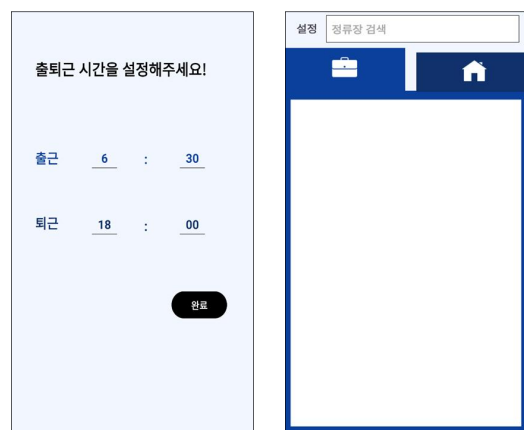 출퇴근 시간을 설정해주세요!
출근 6 : 30
퇴근 18 : 00
완료
설정 정류장 검색